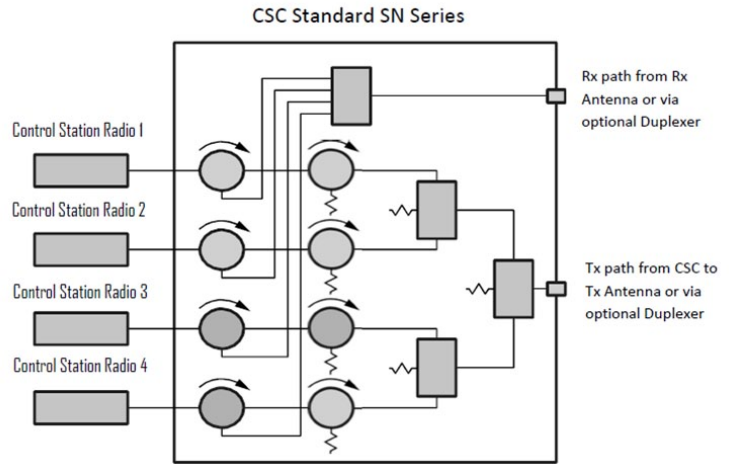 CSC Standard SN Series
Rx path from Rx
Antenna or via
optional Duplexer
Control Station Radio 1
Control Station Radio 2
Control Station Radio 3
Control Station Radio 4
Tx path from CSC to
Tx Antenna or via
optional Duplexer